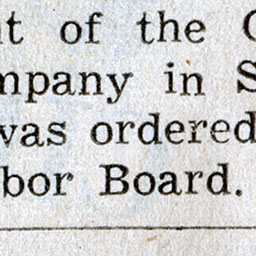 t of the C
mpany in S
was ordered
bor Board.